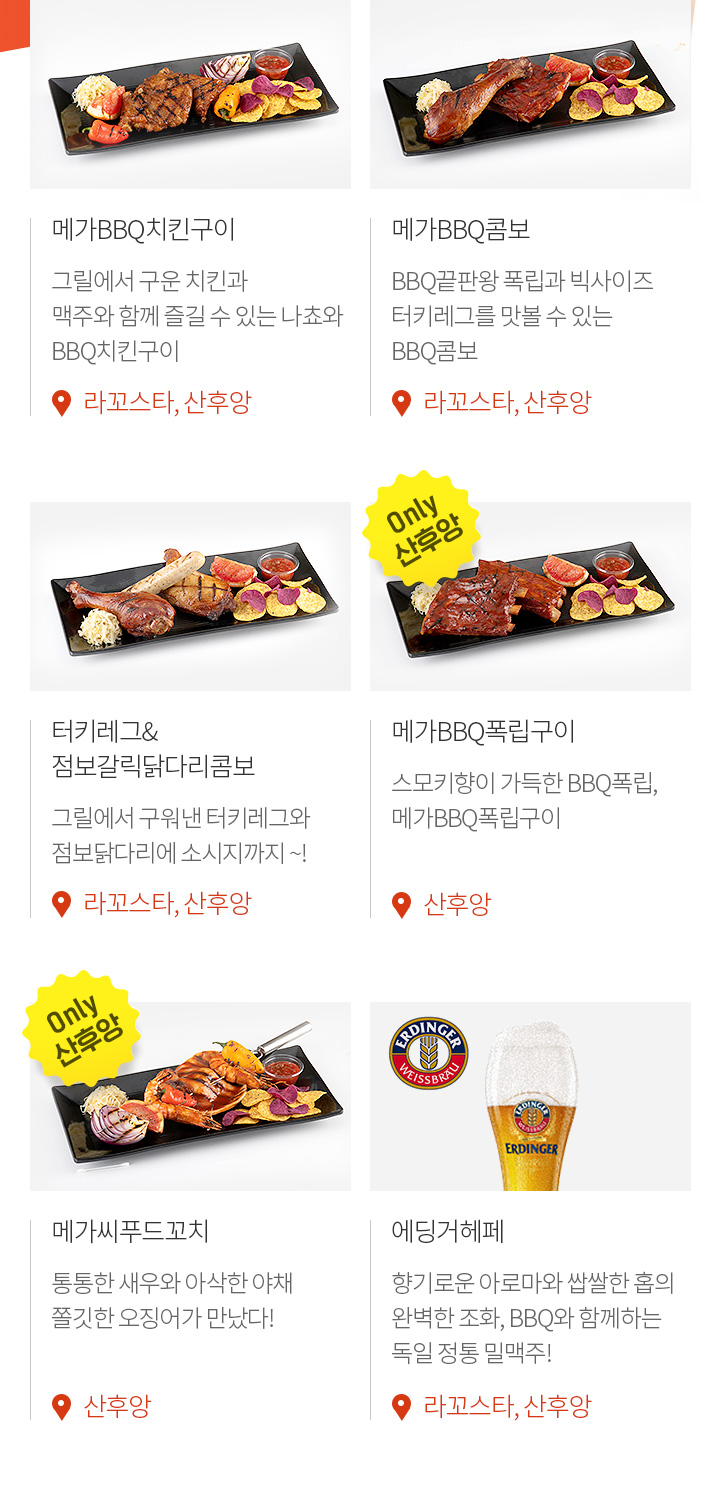 메가BBQ치킨구이
그릴에서 구운 치킨과
맥주와 함께 즐길 수 있는 나쵸와
BBQ치킨구이
라꼬스타, 산후앙
메가BBQ콤보
BBQ끝판왕 폭립과 빅사이즈
터키레그를 맛볼 수 있는
BBQ콤보
라꼬스타, 산후앙
터키레그&
점보갈릭닭다리콤보
그릴에서 구워낸 터키레그와
점보닭다리에 소시지까지 ~!
라꼬스타, 산후앙
Only
산후앙
메가BBQ폭립구이
스모키향이 가득한 BBQ폭립,
메가BBQ폭립구이
산후앙
Only
산후앙
메가씨푸드꼬치
통통한 새우와 아삭한 야채
쫄깃한 오징어가 만났다!
산후앙
ERDINGER
WEISSBRÄU
ERDINGER
ERDINGER
에딩거헤페
향기로운 아로마와 쌉쌀한 홉의
완벽한 조화, BBQ와 함께하는
독일 정통 밀맥주!
라꼬스타, 산후앙